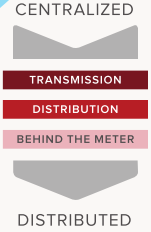 CENTRALIZED
TRANSMISSION
DISTRIBUTION
BEHIND THE METER
DISTRIBUTED